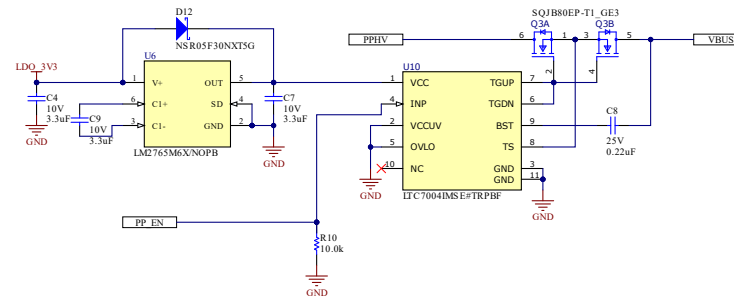 D12
NSR05F30NXT5G
SQJB80EP-T1_GE3
Q3A
Q3B
PPHV
6
1
3
5
VBUS
2
4
LDO_3V3
U6
1
V+
OUT
5
6
C1+
SD
4
3
C1-
GND
2
LM2765M6X/NOPB
C4
10V
3.3uF
GND
C9
10V
3.3uF
C7
10V
3.3uF
GND
U10
1
VCC
TGUP
7
4
INP
TGDN
6
2
VCCUV
BST
9
5
OVLO
TS
8
10
NC
GND
3
GND
11
LTC7004IMSE#TRPBF
GND
GND
C8
25V
0.22uF
PP_EN
R10
10.0k
GND